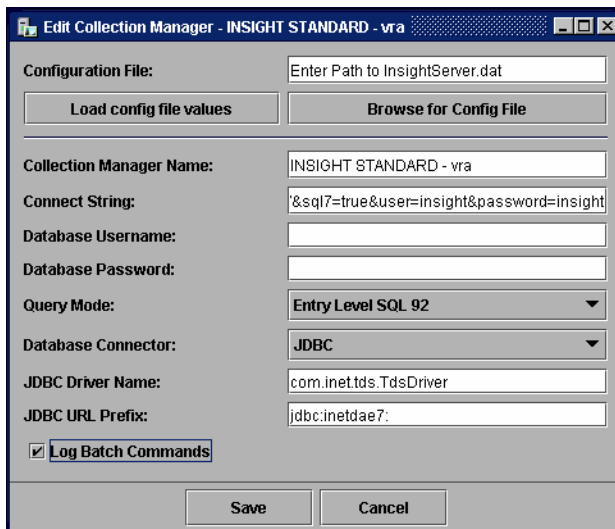 Edit Collection Manager - INSIGHT STANDARD - vra
Configuration File: Enter Path to InsightServer.dat
Load config file values Browse for Config File
Collection Manager Name: INSIGHT STANDARD - vra
Connect String: '&sql7=true&user=insight&password=insight
Database Username:
Database Password:
Query Mode: Entry Level SQL 92
Database Connector: JDBC
JDBC Driver Name: com.inet.tds.TdsDriver
JDBC URL Prefix: jdbc:inetdae7:
Log Batch Commands
Save Cancel